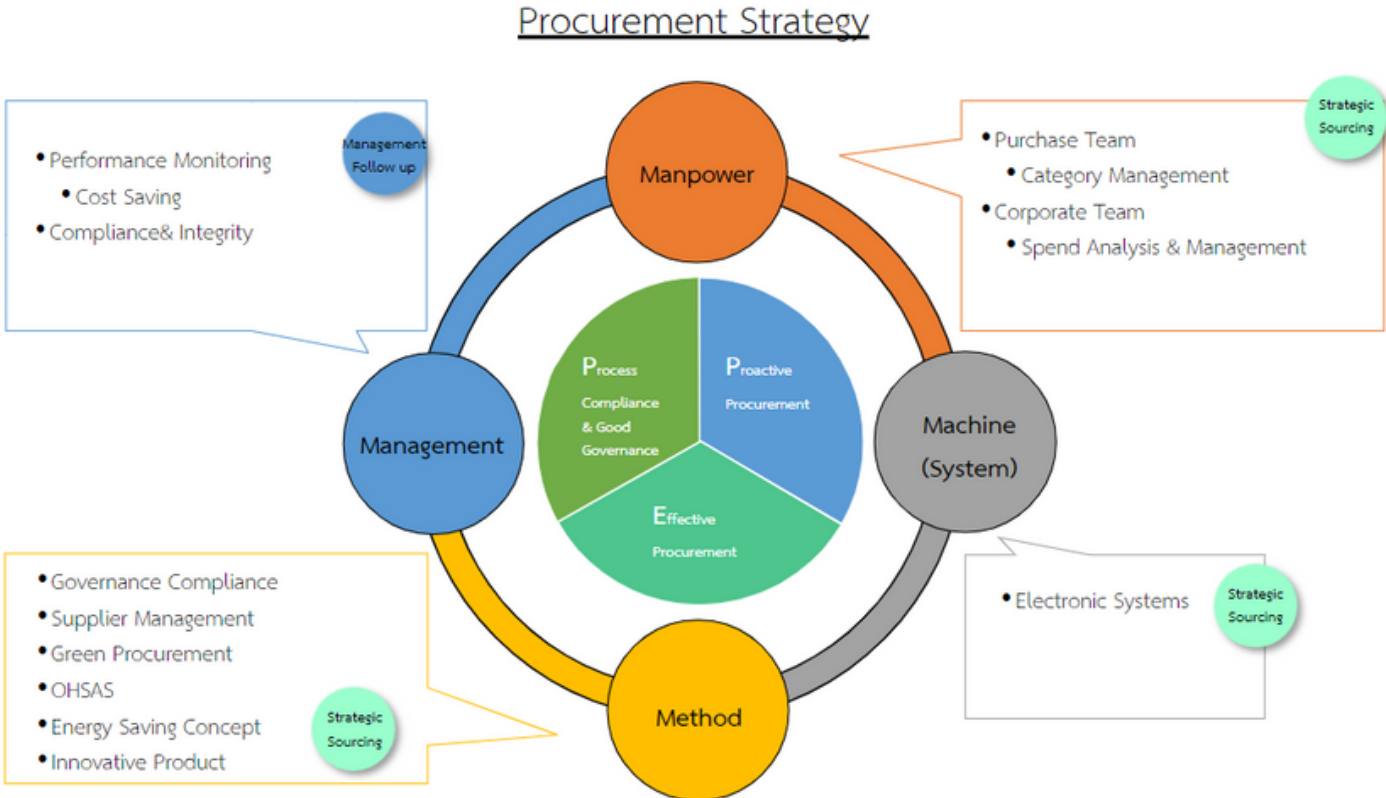 Procurement Strategy
Management
Follow up
• Performance Monitoring
• Cost Saving
• Compliance& Integrity
Manpower
Strategic
Sourcing
• Purchase Team
• Category Management
• Corporate Team
• Spend Analysis & Management
Process
Compliance
& Good
Governance
Proactive
Procurement
Effective
Procurement
Management
Machine
(System)
• Governance Compliance
• Supplier Management
• Green Procurement
• OHSAS
• Energy Saving Concept
• Innovative Product
Strategic
Sourcing
Method
• Electronic Systems
Strategic
Sourcing